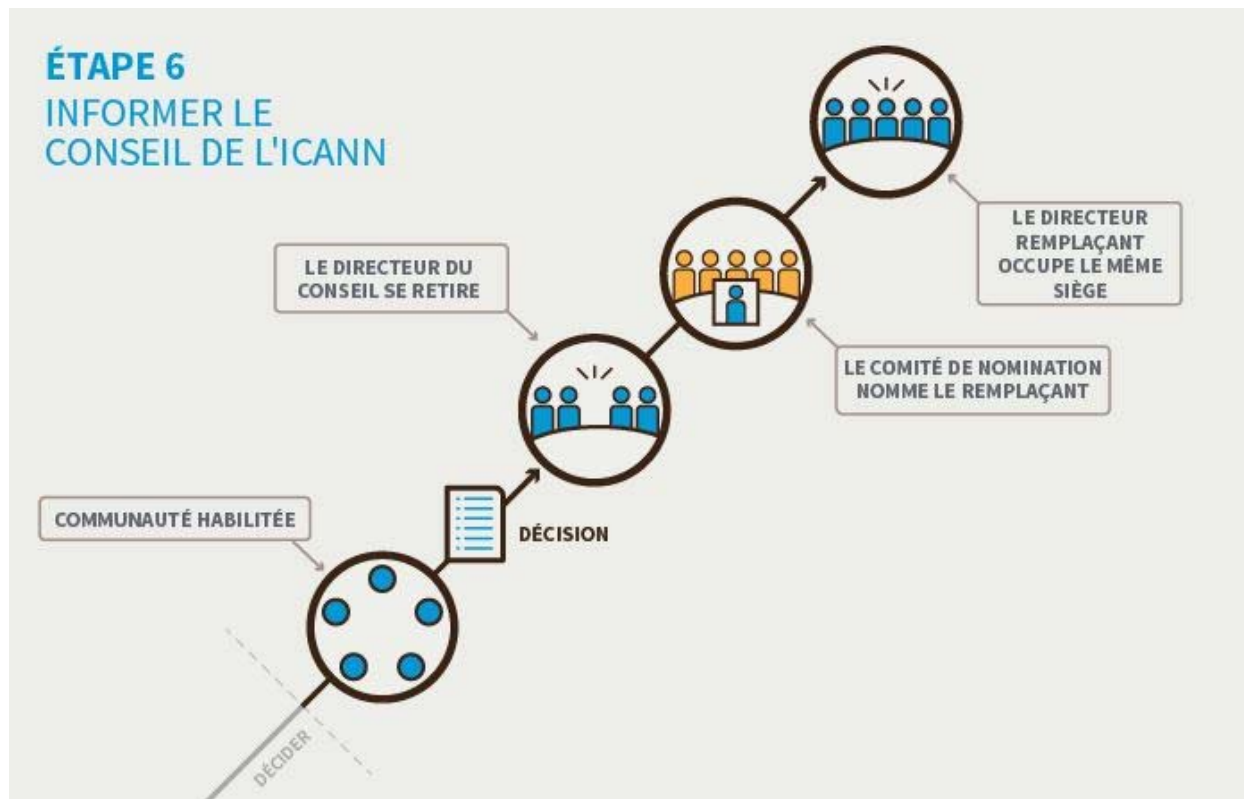 ÉTAPE 6
INFORMER LE
CONSEIL DE L'ICANN
LE DIRECTEUR
REMPLAÇANT
OCCUPE LE MÊME
SIÈGE
LE DIRECTEUR DU
CONSEIL SE RETIRE
LE COMITÉ DE NOMINATION
NOMME LE REMPLAÇANT
COMMUNAUTÉ HABILITÉE
DÉCISION
DÉCIDER